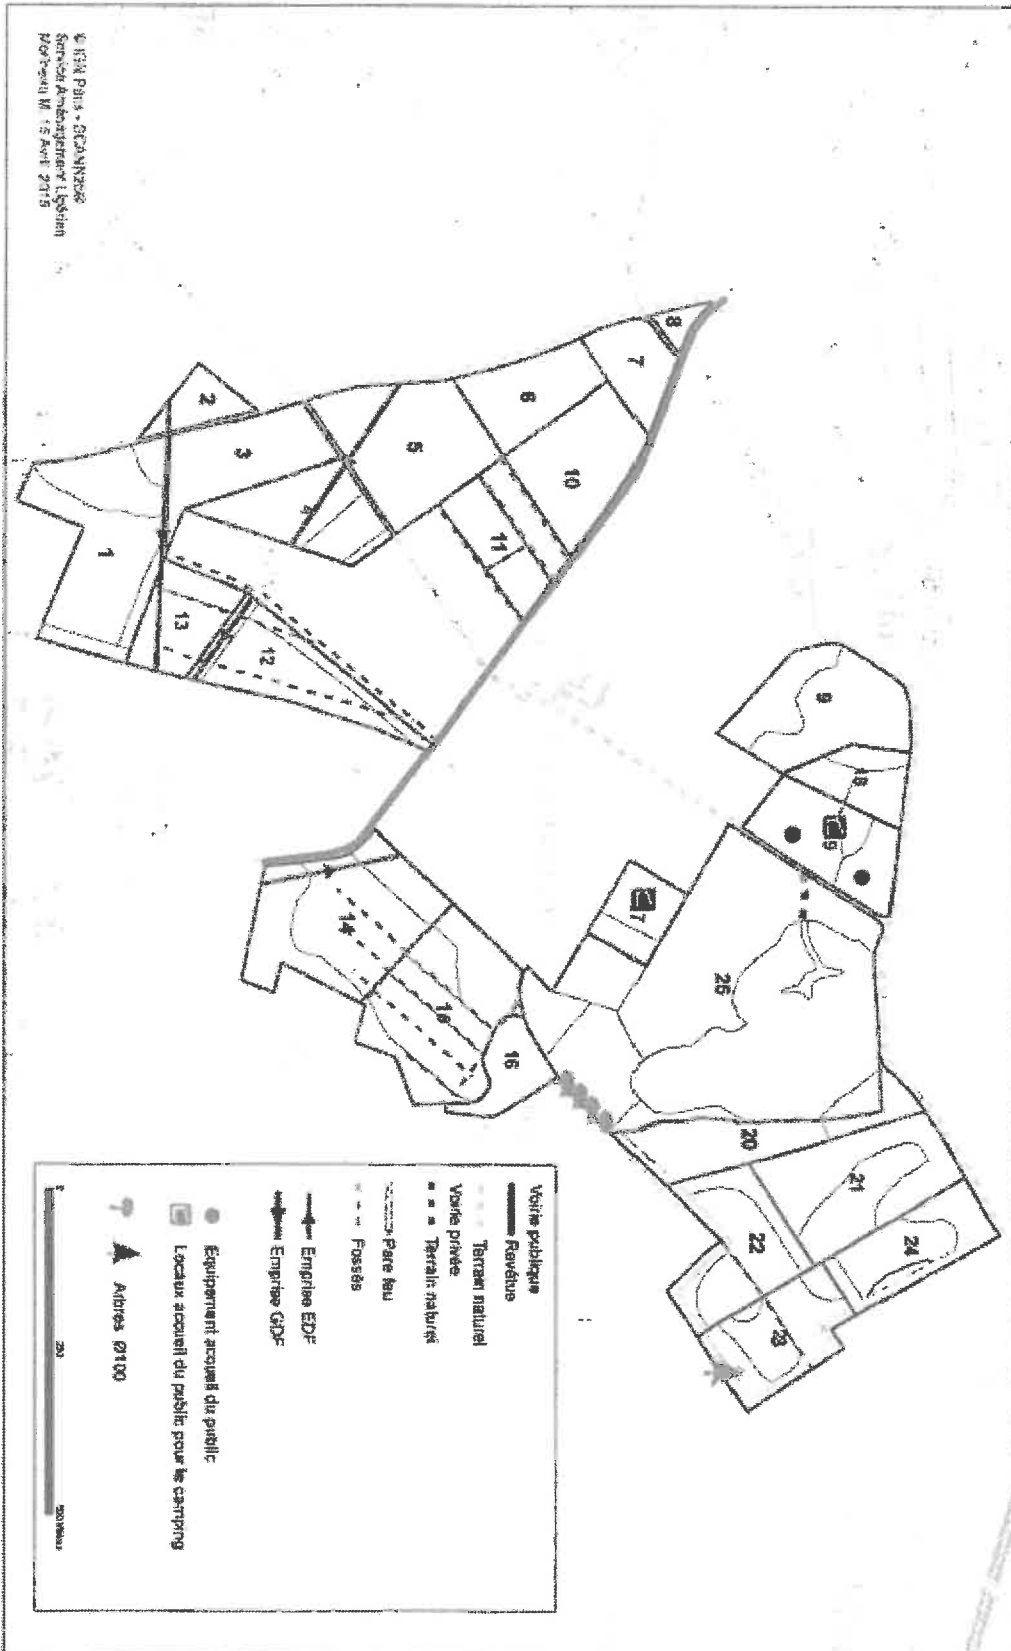 © IGN Paris - SCAN25®
Service Aménagement Ligérien
15 Avril 2015
8
7
6
10
5
11
2
3
4
1
13
12
9
18
19
17
25
14
15
16
20
21
24
22
23
Voirie publique
Revêtue
Terrain naturel
Voirie privée
Terrain naturel
Pare feu
Fossés
Emprise EDF
Emprise GDF
Equipement accueil du public
Locaux accueil du public pour le camping
Arbres Ø100
0
250